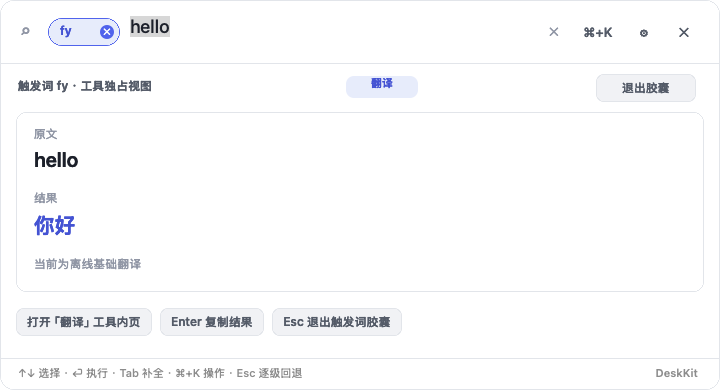 fy hello ⌘+K
触发词 fy · 工具独占视图 翻译 退出胶囊
原文
hello
结果
你好
当前为离线基础翻译
打开「翻译」工具内页 Enter 复制结果 Esc 退出触发词胶囊
↑↓ 选择 · ↩ 执行 · Tab 补全 · ⌘+K 操作 · Esc 逐级回退 DeskKit